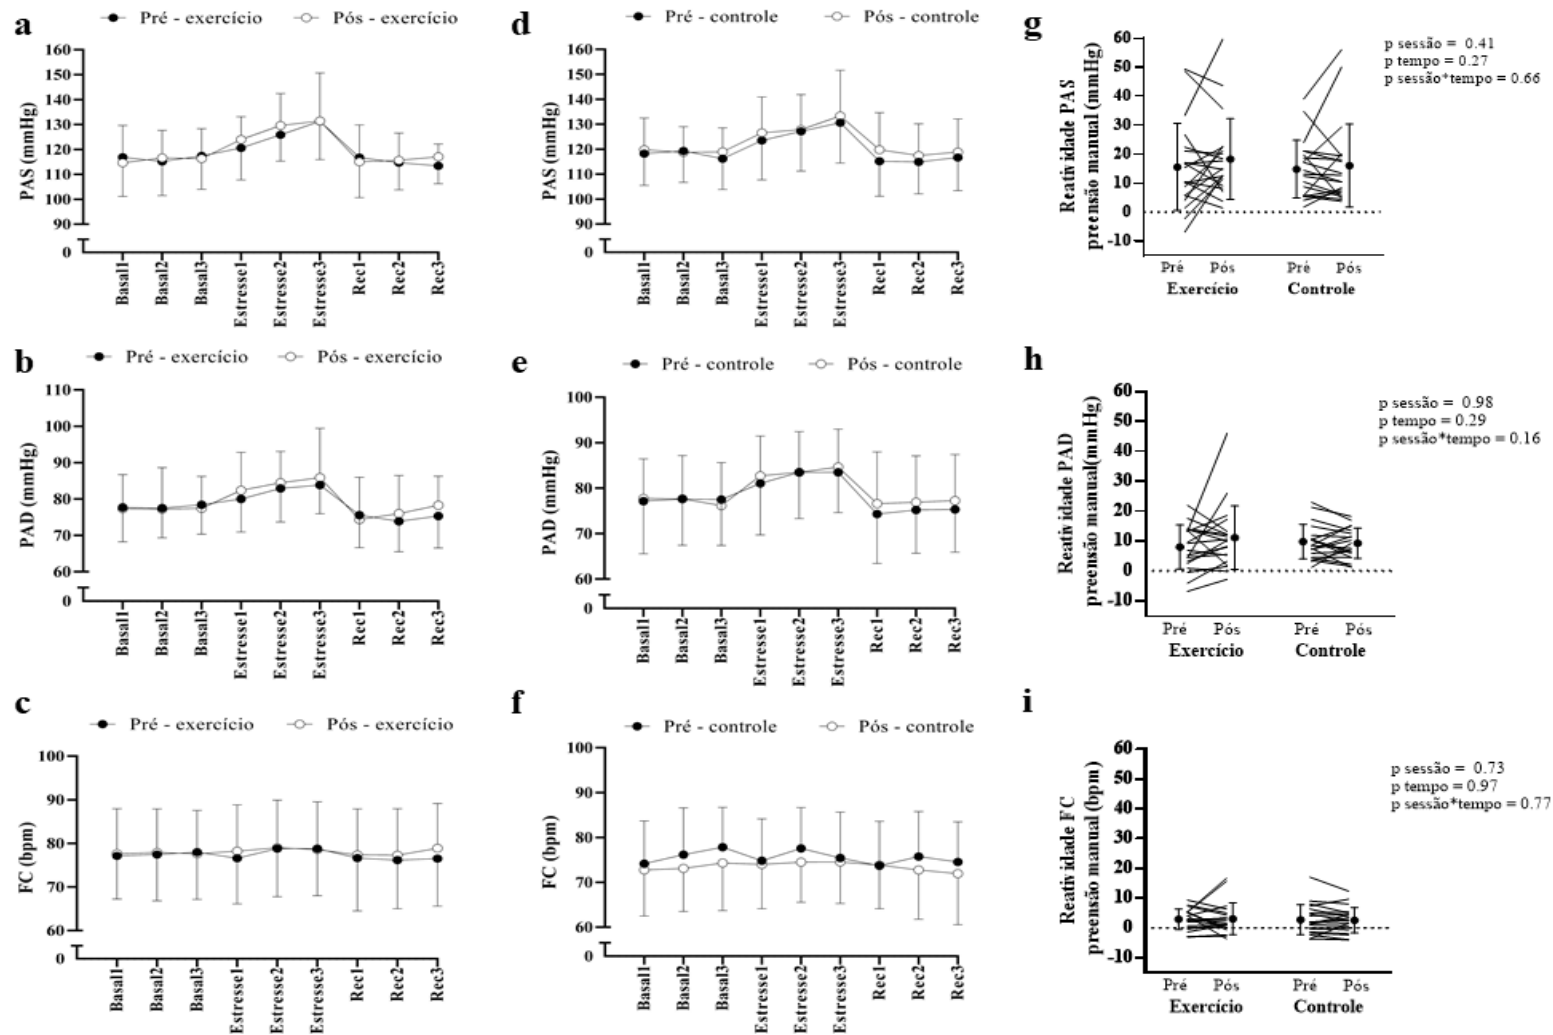 a
Pré - exercício
Pós - exercício
160
150
140
130
120
110
100
90
0
PAS (mmHg)
Basal1
Basal2
Basal3
Estresse1
Estresse2
Estresse3
Rec1
Rec2
Rec3
d
Pré - controle
Pós - controle
160
150
140
130
120
110
100
90
0
PAS (mmHg)
Basal1
Basal2
Basal3
Estresse1
Estresse2
Estresse3
Rec1
Rec2
Rec3
g
60
50
40
30
20
10
0
-10
Reatividade PAS
preensão manual (mmHg)
p sessão = 0.41
p tempo = 0.27
p sessão*tempo = 0.66
Pré Pós Pré Pós
Exercício Controle
b
Pré - exercício
Pós - exercício
110
100
90
80
70
60
0
PAD (mmHg)
Basal1
Basal2
Basal3
Estresse1
Estresse2
Estresse3
Rec1
Rec2
Rec3
e
Pré - controle
Pós - controle
100
90
80
70
60
0
PAD (mmHg)
Basal1
Basal2
Basal3
Estresse1
Estresse2
Estresse3
Rec1
Rec2
Rec3
h
60
50
40
30
20
10
0
-10
Reatividade PAD
preensão manual(mmHg)
p sessão = 0.98
p tempo = 0.29
p sessão*tempo = 0.16
Pré Pós Pré Pós
Exercício Controle
c
Pré - exercício
Pós - exercício
100
90
80
70
60
0
FC (bpm)
Basal1
Basal2
Basal3
Estresse1
Estresse2
Estresse3
Rec1
Rec2
Rec3
f
Pré - controle
Pós - controle
100
90
80
70
60
0
FC (bpm)
Basal1
Basal2
Basal3
Estresse1
Estresse2
Estresse3
Rec1
Rec2
Rec3
i
60
50
40
30
20
10
0
-10
Reatividade FC
preensão manual (bpm)
p sessão = 0.73
p tempo = 0.97
p sessão*tempo = 0.77
Pré Pós Pré Pós
Exercício Controle